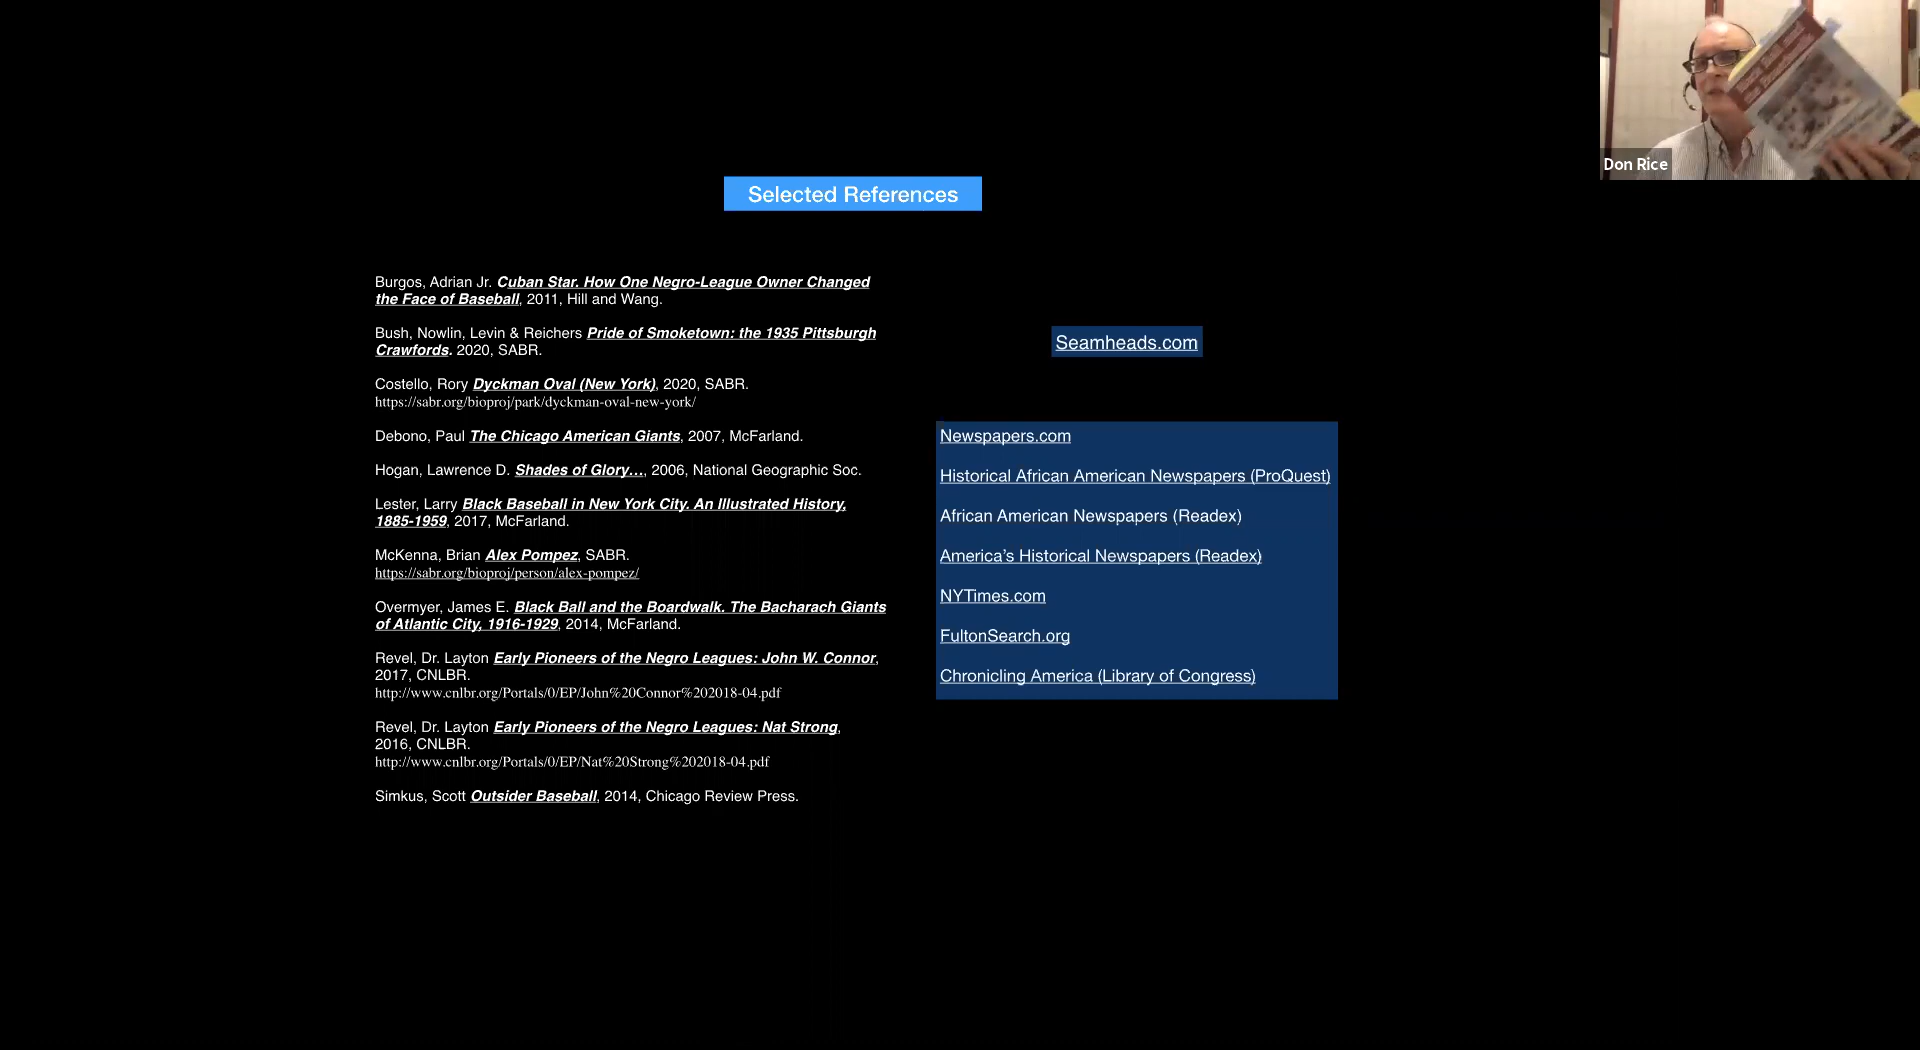 Don Rice
Selected References
Burgos, Adrian Jr. Cuban Star. How One Negro-League Owner Changed
the Face of Baseball, 2011, Hill and Wang.
Bush, Nowlin, Levin & Reichers Pride of Smoketown: the 1935 Pittsburgh
Crawfords. 2020, SABR.
Costello, Rory Dyckman Oval (New York), 2020, SABR.
https://sabr.org/bioproj/park/dyckman-oval-new-york/
Debono, Paul The Chicago American Giants, 2007, McFarland.
Hogan, Lawrence D. Shades of Glory…, 2006, National Geographic Soc.
Lester, Larry Black Baseball in New York City. An Illustrated History,
1885-1959, 2017, McFarland.
McKenna, Brian Alex Pompez, SABR.
https://sabr.org/bioproj/person/alex-pompez/
Overmyer, James E. Black Ball and the Boardwalk. The Bacharach Giants
of Atlantic City, 1916-1929, 2014, McFarland.
Revel, Dr. Layton Early Pioneers of the Negro Leagues: John W. Connor,
2017, CNLBR.
http://www.cnlbr.org/Portals/0/EP/John%20Connor%202018-04.pdf
Revel, Dr. Layton Early Pioneers of the Negro Leagues: Nat Strong,
2016, CNLBR.
http://www.cnlbr.org/Portals/0/EP/Nat%20Strong%202018-04.pdf
Simkus, Scott Outsider Baseball, 2014, Chicago Review Press.
Seamheads.com
Newspapers.com
Historical African American Newspapers (ProQuest)
African American Newspapers (Readex)
America’s Historical Newspapers (Readex)
NYTimes.com
FultonSearch.org
Chronicling America (Library of Congress)